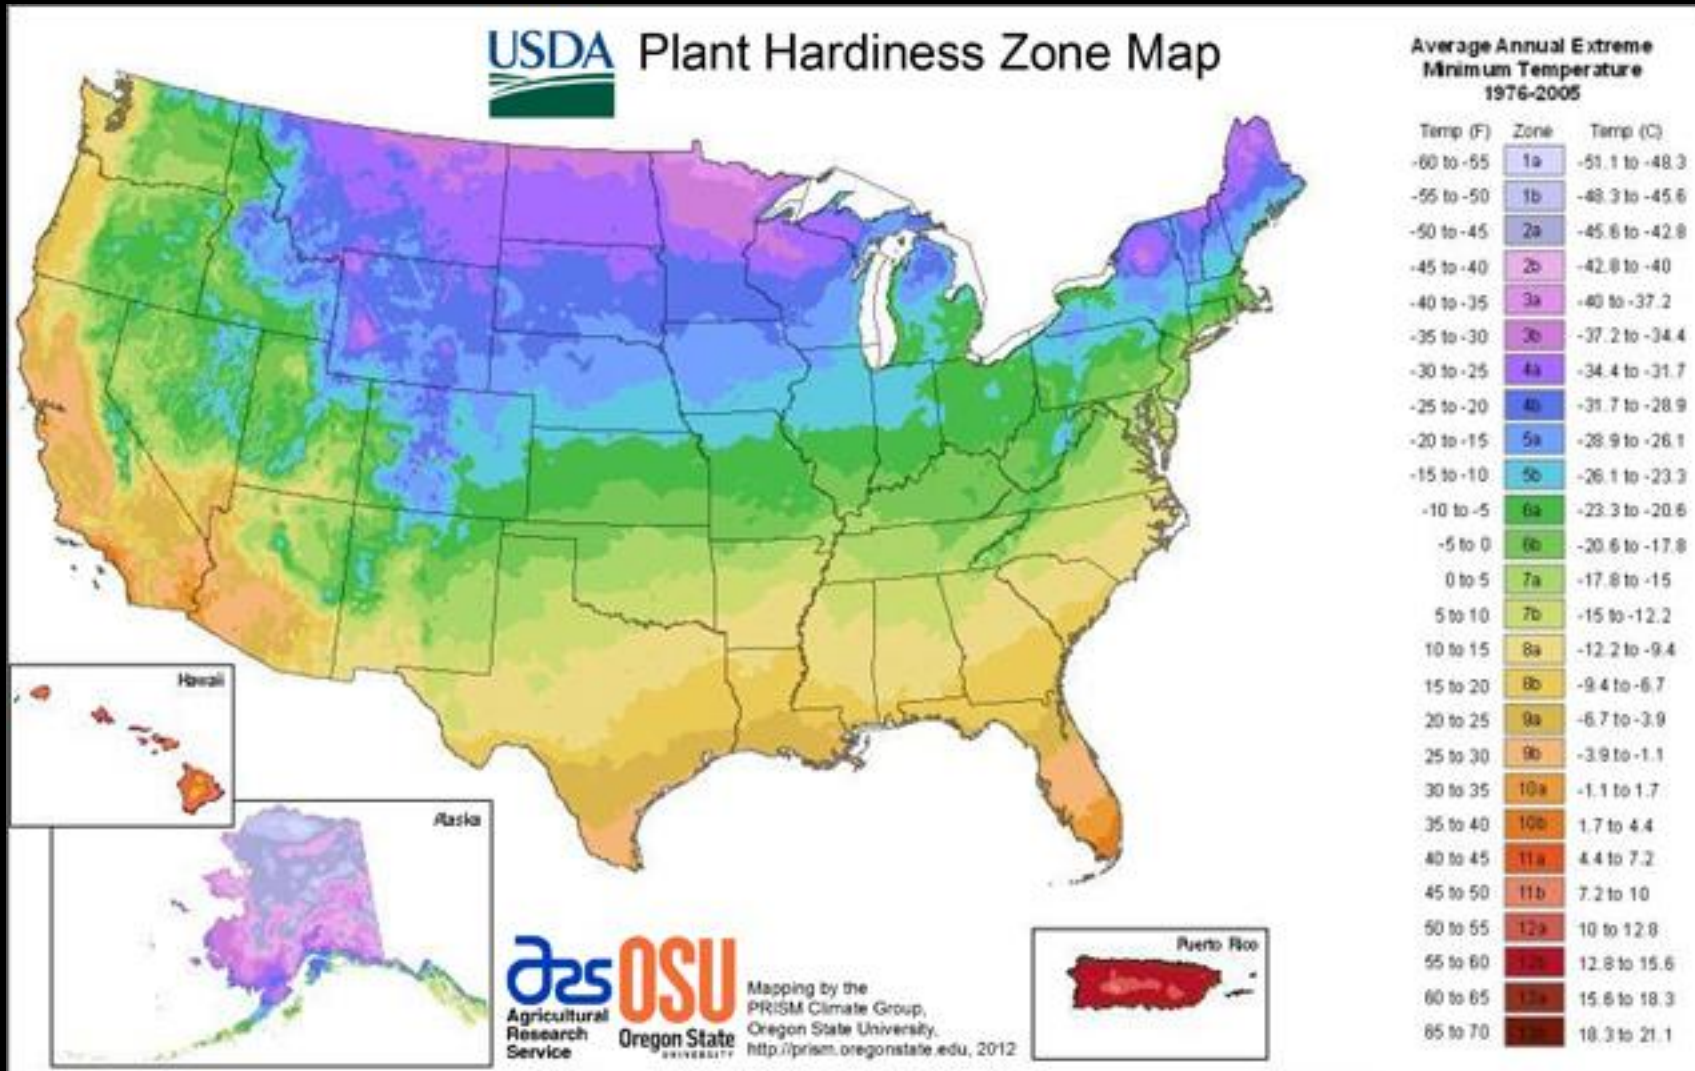 USDA Plant Hardiness Zone Map
Average Annual Extreme
Minimum Temperature
1976-2005
Temp (F) Zone Temp (C)
-60 to -55 1a -51.1 to -48.3
-55 to -50 1b -48.3 to -45.6
-50 to -45 2a -45.6 to -42.8
-45 to -40 2b -42.8 to -40
-40 to -35 3a -40 to -37.2
-35 to -30 3b -37.2 to -34.4
-30 to -25 4a -34.4 to -31.7
-25 to -20 4b -31.7 to -28.9
-20 to -15 5a -28.9 to -26.1
-15 to -10 5b -26.1 to -23.3
-10 to -5 6a -23.3 to -20.6
-5 to 0 6b -20.6 to -17.8
0 to 5 7a -17.8 to -15
5 to 10 7b -15 to -12.2
10 to 15 8a -12.2 to -9.4
15 to 20 8b -9.4 to -6.7
20 to 25 9a -6.7 to -3.9
25 to 30 9b -3.9 to -1.1
30 to 35 10a -1.1 to 1.7
35 to 40 10b 1.7 to 4.4
40 to 45 11a 4.4 to 7.2
45 to 50 11b 7.2 to 10
50 to 55 12a 10 to 12.8
55 to 60 12b 12.8 to 15.6
60 to 65 13a 15.6 to 18.3
65 to 70 13b 18.3 to 21.1
Hawaii
Alaska
ars
Agricultural
Research
Service
OSU
Oregon State
UNIVERSITY
Mapping by the
PRISM Climate Group,
Oregon State University,
http://prism.oregonstate.edu, 2012
Puerto Rico